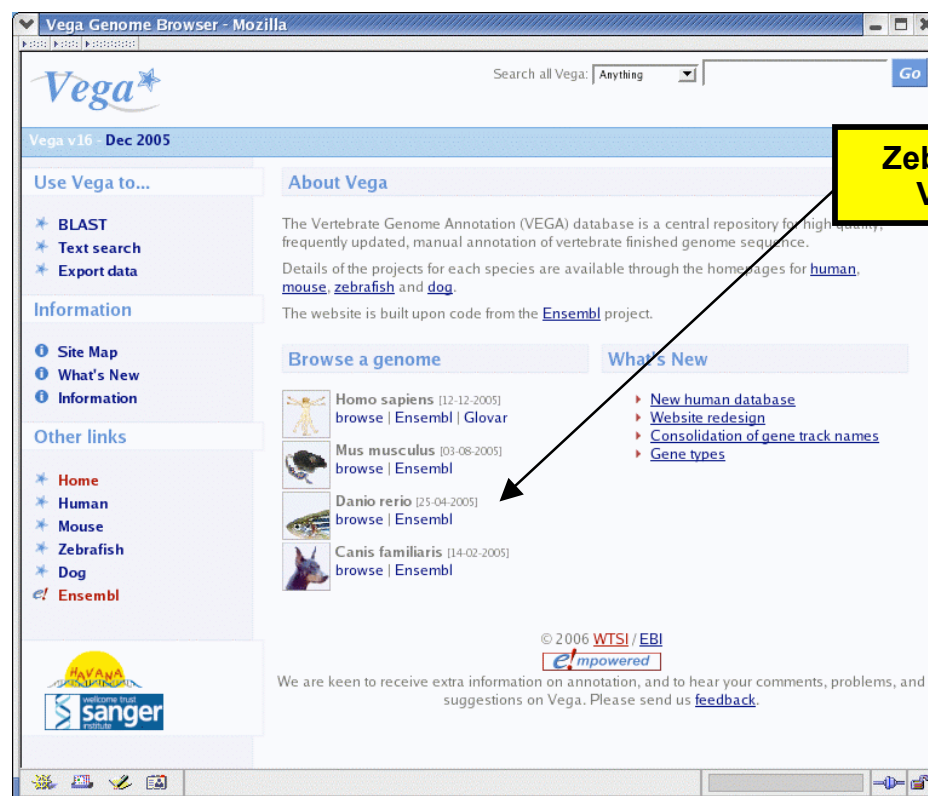 Vega Genome Browser - Mozilla
Vega
Search all Vega: Anything Go
Vega v16 - Dec 2005
Use Vega to...
BLAST
Text search
Export data
Information
Site Map
What's New
Information
Other links
Home
Human
Mouse
Zebrafish
Dog
e! Ensembl
HAVANA
wellcome trust
sanger
institute
About Vega
The Vertebrate Genome Annotation (VEGA) database is a central repository for high quality,
frequently updated, manual annotation of vertebrate finished genome sequence.
Details of the projects for each species are available through the homepages for human,
mouse, zebrafish and dog.
The website is built upon code from the Ensembl project.
Browse a genome
Homo sapiens [12-12-2005]
browse | Ensembl | Glovar
Mus musculus [03-08-2005]
browse | Ensembl
Danio rerio [25-04-2005]
browse | Ensembl
Canis familiaris [14-02-2005]
browse | Ensembl
What's New
New human database
Website redesign
Consolidation of gene track names
Gene types
© 2006 WTSI / EBI
e! mpowered
We are keen to receive extra information on annotation, and to hear your comments, problems, and
suggestions on Vega. Please send us feedback.